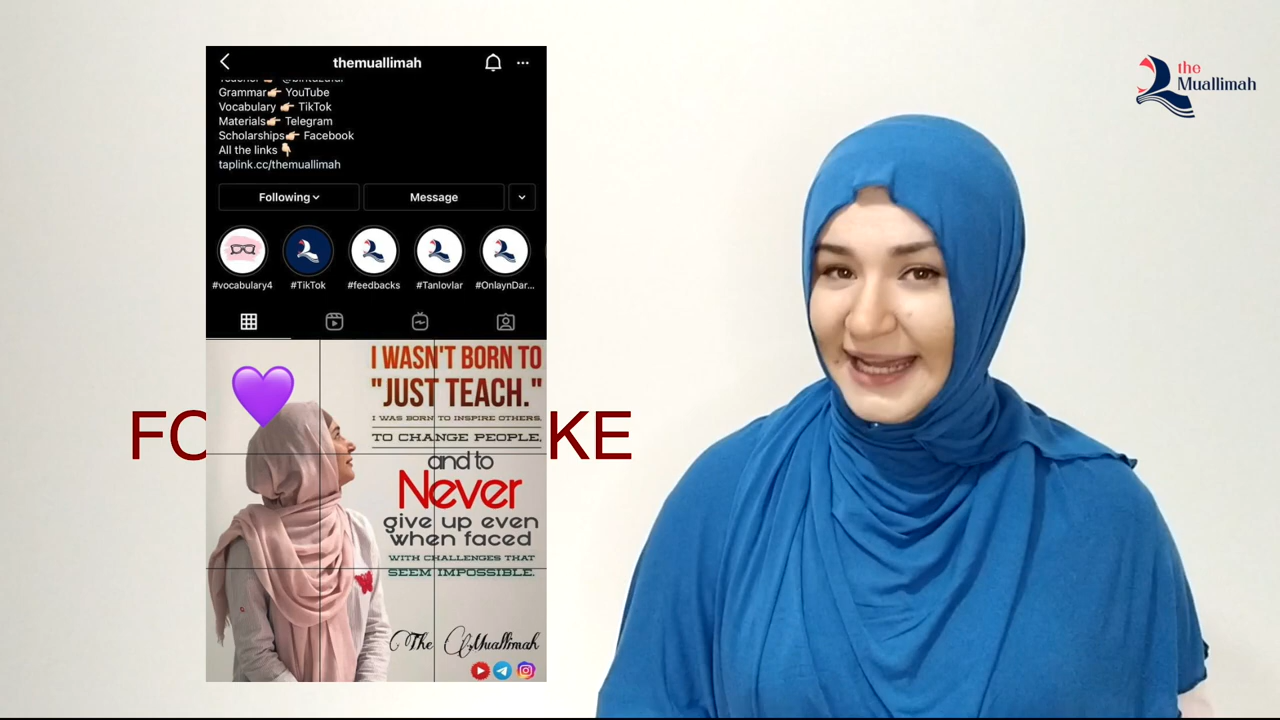 themuallimah
Grammar👉🏻 YouTube
Vocabulary 👉🏻 TikTok
Materials👉🏻 Telegram
Scholarships👉🏻 Facebook
All the links 👇🏻
taplink.cc/themuallimah
Following
Message
#vocabulary4
#TikTok
#feedbacks
#Tanlovlar
#OnlaynDar...
I WASN'T BORN TO
"JUST TEACH."
I WAS BORN TO INSPIRE OTHERS,
TO CHANGE PEOPLE,
and to
Never
give up even
when faced
WITH CHALLENGES THAT
SEEM IMPOSSIBLE.
The Muallimah
FO
KE
the
Muallimah